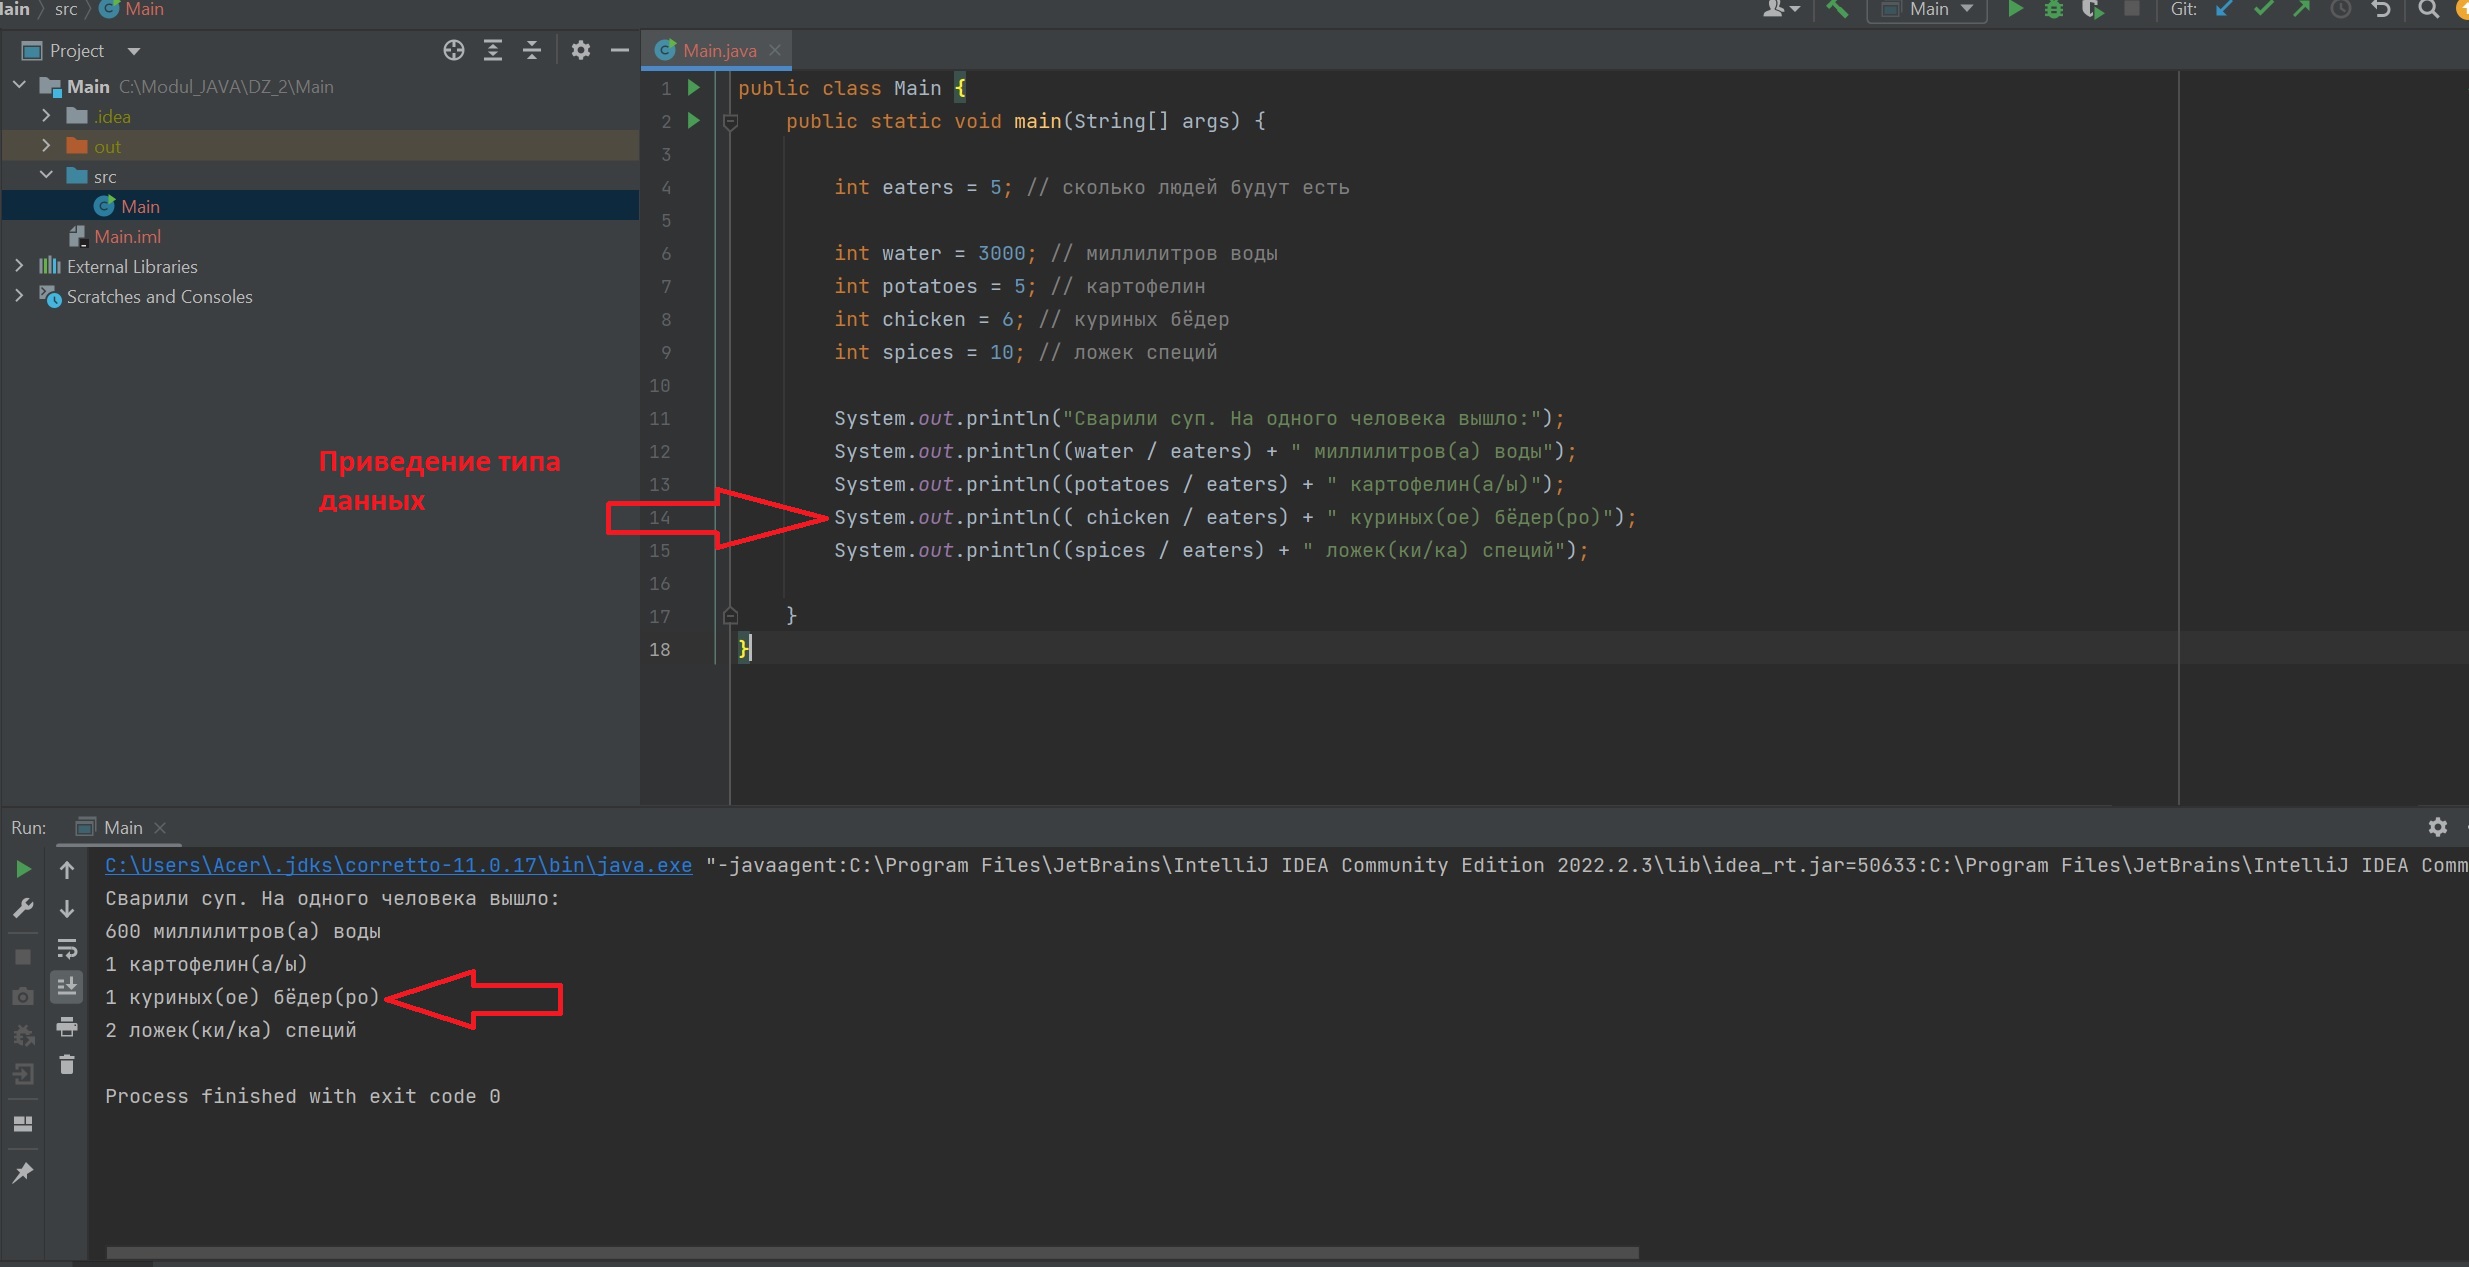 Main
src
Main
Main
Git:
Project
Main.java
Main C:\Modul_JAVA\DZ_2\Main
.idea
out
src
Main
Main.iml
External Libraries
Scratches and Consoles
Приведение типа
данных
1 public class Main {
2 public static void main(String[] args) {
3
4 int eaters = 5; // сколько людей будут есть
5
6 int water = 3000; // миллилитров воды
7 int potatoes = 5; // картофелин
8 int chicken = 6; // куриных бёдер
9 int spices = 10; // ложек специй
10
11 System.out.println("Сварили суп. На одного человека вышло:");
12 System.out.println((water / eaters) + " миллилитров(а) воды");
13 System.out.println((potatoes / eaters) + " картофелин(а/ы)");
14 System.out.println(( chicken / eaters) + " куриных(ое) бёдер(ро)");
15 System.out.println((spices / eaters) + " ложек(ки/ка) специй");
16
17 }
18 }
Run: Main
C:\Users\Acer\.jdks\corretto-11.0.17\bin\java.exe "-javaagent:C:\Program Files\JetBrains\IntelliJ IDEA Community Edition 2022.2.3\lib\idea_rt.jar=50633:C:\Program Files\JetBrains\IntelliJ IDEA Comm
Сварили суп. На одного человека вышло:
600 миллилитров(а) воды
1 картофелин(а/ы)
1 куриных(ое) бёдер(ро)
2 ложек(ки/ка) специй
Process finished with exit code 0